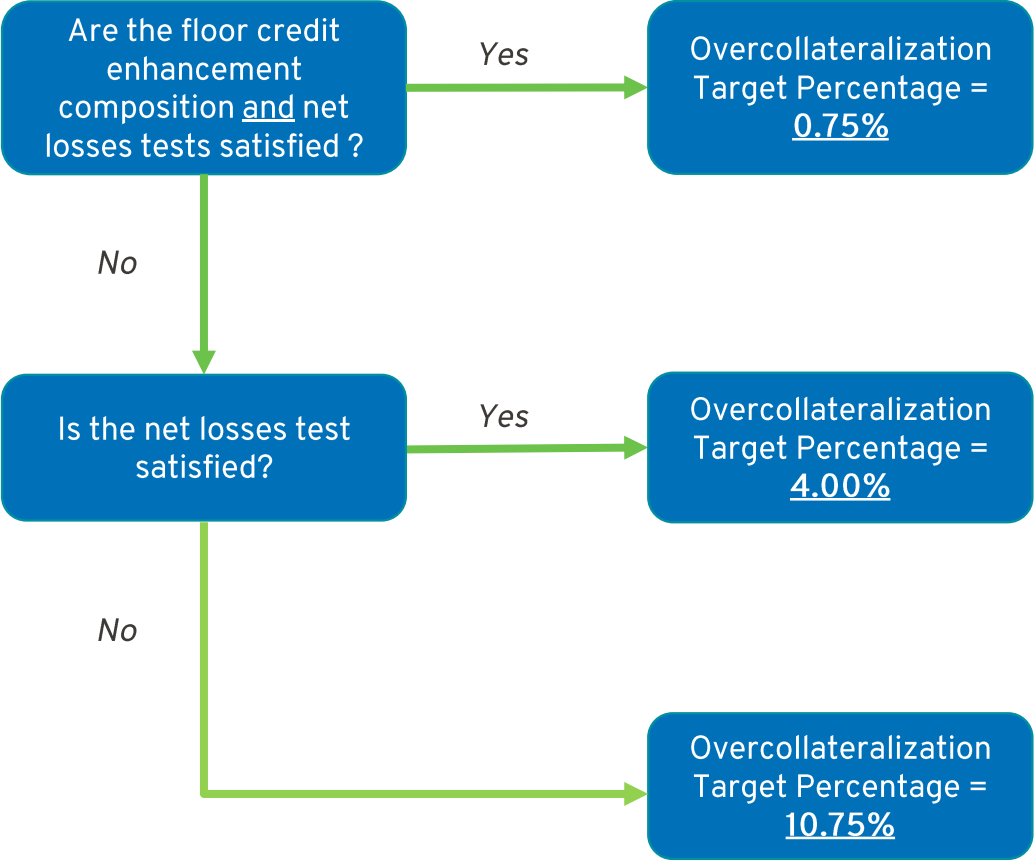 Are the floor credit
enhancement
composition and net
losses tests satisfied ?
Yes
Overcollateralization
Target Percentage =
0.75%
No
Is the net losses test
satisfied?
Yes
Overcollateralization
Target Percentage =
4.00%
No
Overcollateralization
Target Percentage =
10.75%